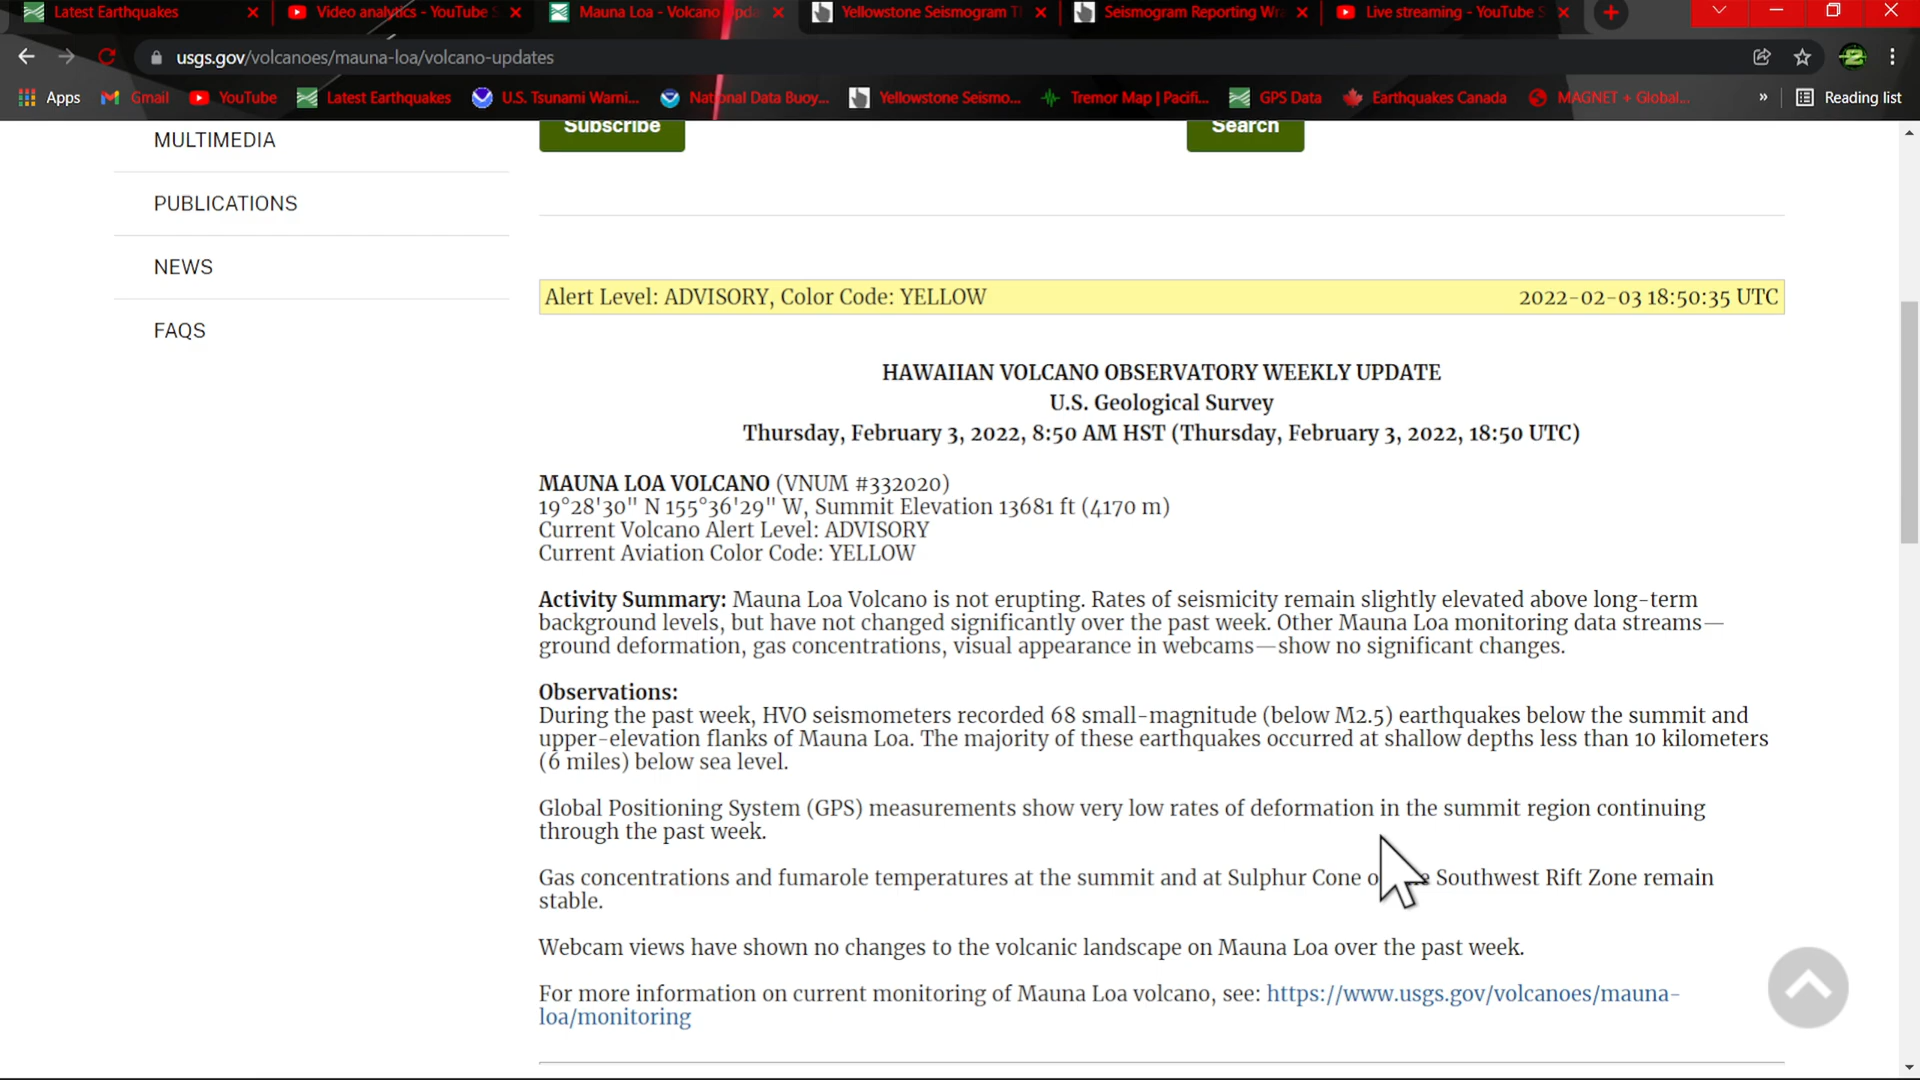 Latest Earthquakes
Video analytics - YouTube S
Mauna Loa - Volcano Upda
Yellowstone Seismogram T
Seismogram Reporting Wra
Live streaming - YouTube S
usgs.gov/volcanoes/mauna-loa/volcano-updates
Apps Gmail YouTube Latest Earthquakes U.S. Tsunami Warni... National Data Buoy... Yellowstone Seismo... Tremor Map | Pacifi... GPS Data Earthquakes Canada MAGNET + Global... » Reading list
MULTIMEDIA
PUBLICATIONS
NEWS
FAQS
Subscribe
Search
Alert Level: ADVISORY, Color Code: YELLOW 2022-02-03 18:50:35 UTC
HAWAIIAN VOLCANO OBSERVATORY WEEKLY UPDATE
U.S. Geological Survey
Thursday, February 3, 2022, 8:50 AM HST (Thursday, February 3, 2022, 18:50 UTC)
MAUNA LOA VOLCANO (VNUM #332020)
19°28'30" N 155°36'29" W, Summit Elevation 13681 ft (4170 m)
Current Volcano Alert Level: ADVISORY
Current Aviation Color Code: YELLOW
Activity Summary: Mauna Loa Volcano is not erupting. Rates of seismicity remain slightly elevated above long-term
background levels, but have not changed significantly over the past week. Other Mauna Loa monitoring data streams—
ground deformation, gas concentrations, visual appearance in webcams—show no significant changes.
Observations:
During the past week, HVO seismometers recorded 68 small-magnitude (below M2.5) earthquakes below the summit and
upper-elevation flanks of Mauna Loa. The majority of these earthquakes occurred at shallow depths less than 10 kilometers
(6 miles) below sea level.
Global Positioning System (GPS) measurements show very low rates of deformation in the summit region continuing
through the past week.
Gas concentrations and fumarole temperatures at the summit and at Sulphur Cone Southwest Rift Zone remain
stable.
Webcam views have shown no changes to the volcanic landscape on Mauna Loa over the past week.
For more information on current monitoring of Mauna Loa volcano, see: https://www.usgs.gov/volcanoes/mauna-
loa/monitoring